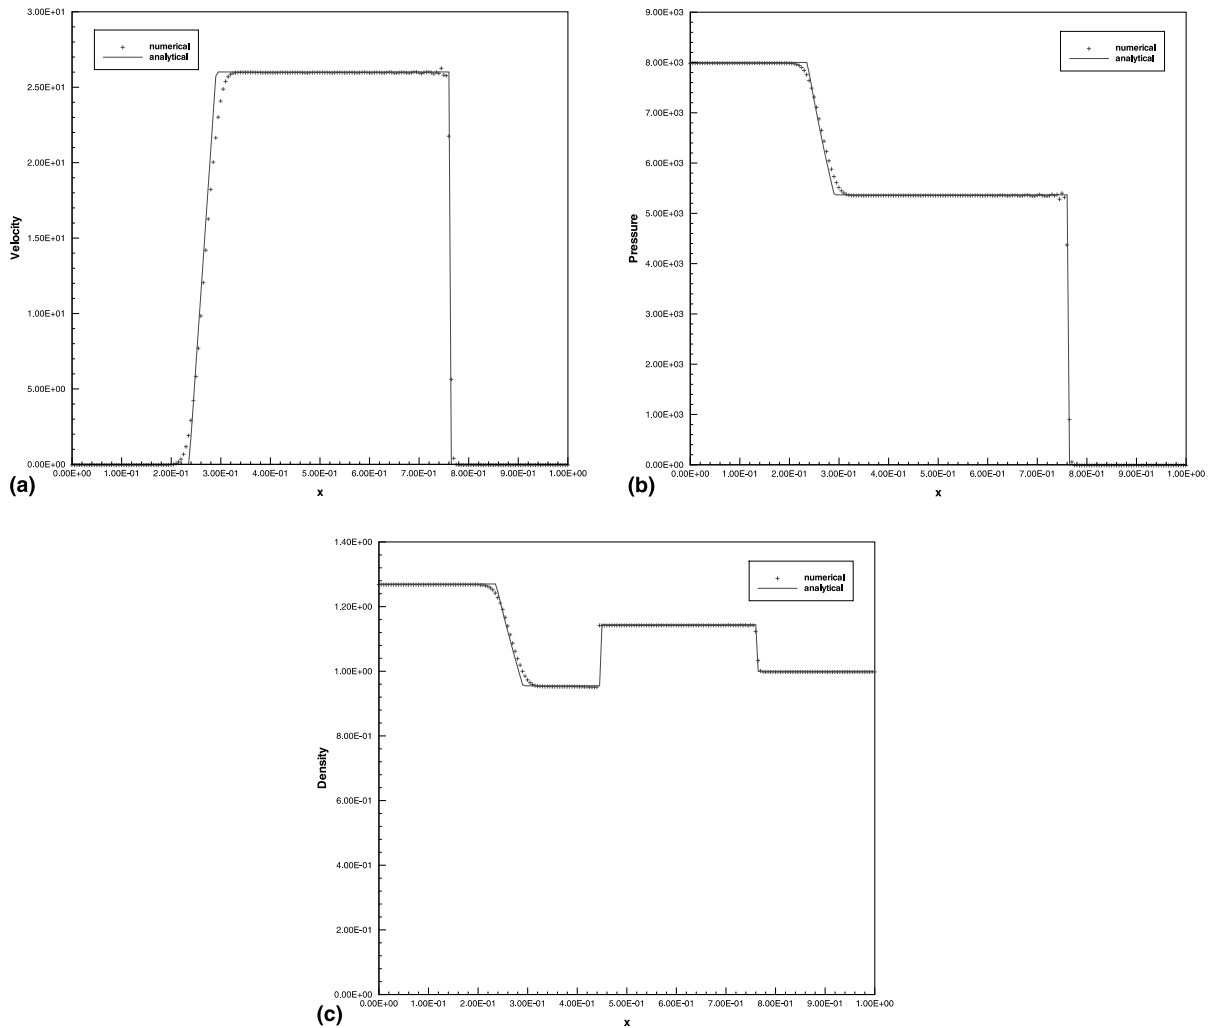 3.00E+01
2.50E+01
2.00E+01
1.50E+01
1.00E+01
5.00E+00
0.00E+00
Velocity
numerical
analytical
0.00E+00 1.00E-01 2.00E-01 3.00E-01 4.00E-01 5.00E-01 6.00E-01 7.00E-01 8.00E-01 9.00E-01 1.00E+00
x
(a)
9.00E+03
8.00E+03
7.00E+03
6.00E+03
5.00E+03
4.00E+03
3.00E+03
2.00E+03
1.00E+03
0.00E+00
Pressure
numerical
analytical
0.00E+00 1.00E-01 2.00E-01 3.00E-01 4.00E-01 5.00E-01 6.00E-01 7.00E-01 8.00E-01 9.00E-01 1.00E+00
x
(b)
1.40E+00
1.20E+00
1.00E+00
8.00E-01
6.00E-01
4.00E-01
2.00E-01
0.00E+00
Density
numerical
analytical
0.00E+00 1.00E-01 2.00E-01 3.00E-01 4.00E-01 5.00E-01 6.00E-01 7.00E-01 8.00E-01 9.00E-01 1.00E+00
x
(c)